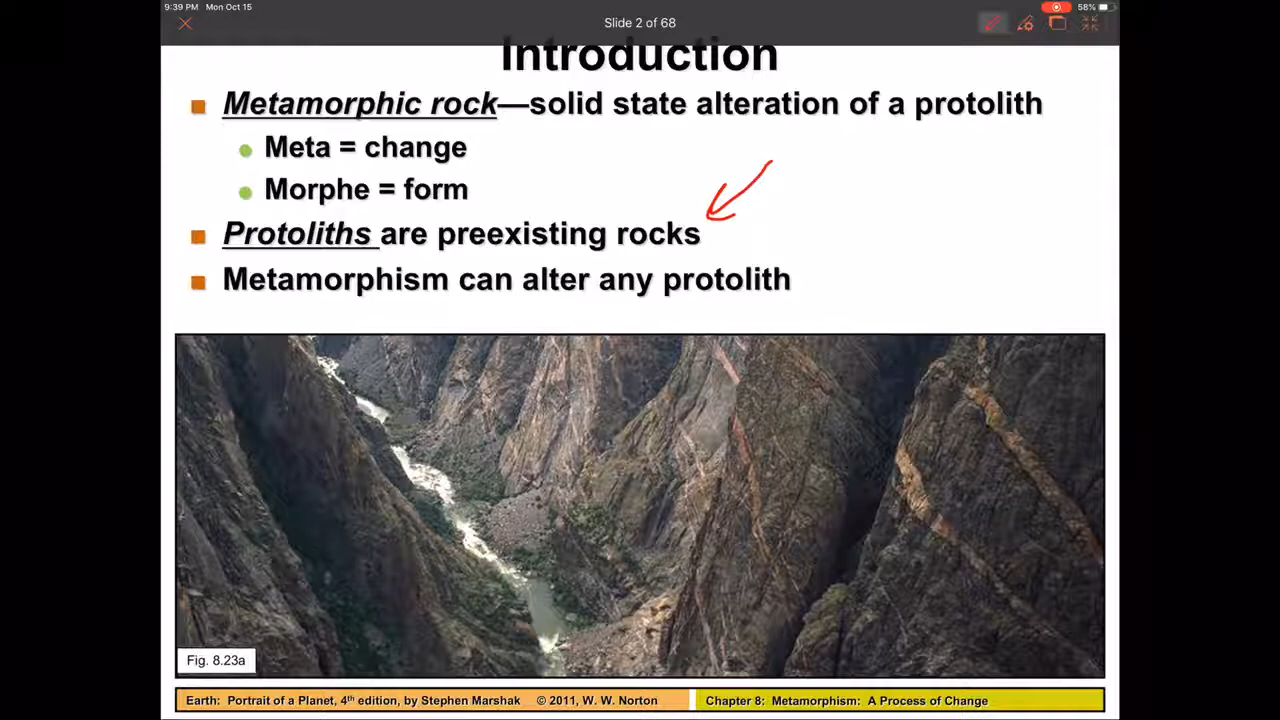 9:39 PM Mon Oct 15
58%
Slide 2 of 68
Introduction
Metamorphic rock—solid state alteration of a protolith
Meta = change
Morphe = form
Protoliths are preexisting rocks
Metamorphism can alter any protolith
Fig. 8.23a
Earth: Portrait of a Planet, 4th edition, by Stephen Marshak © 2011, W. W. Norton
Chapter 8: Metamorphism: A Process of Change